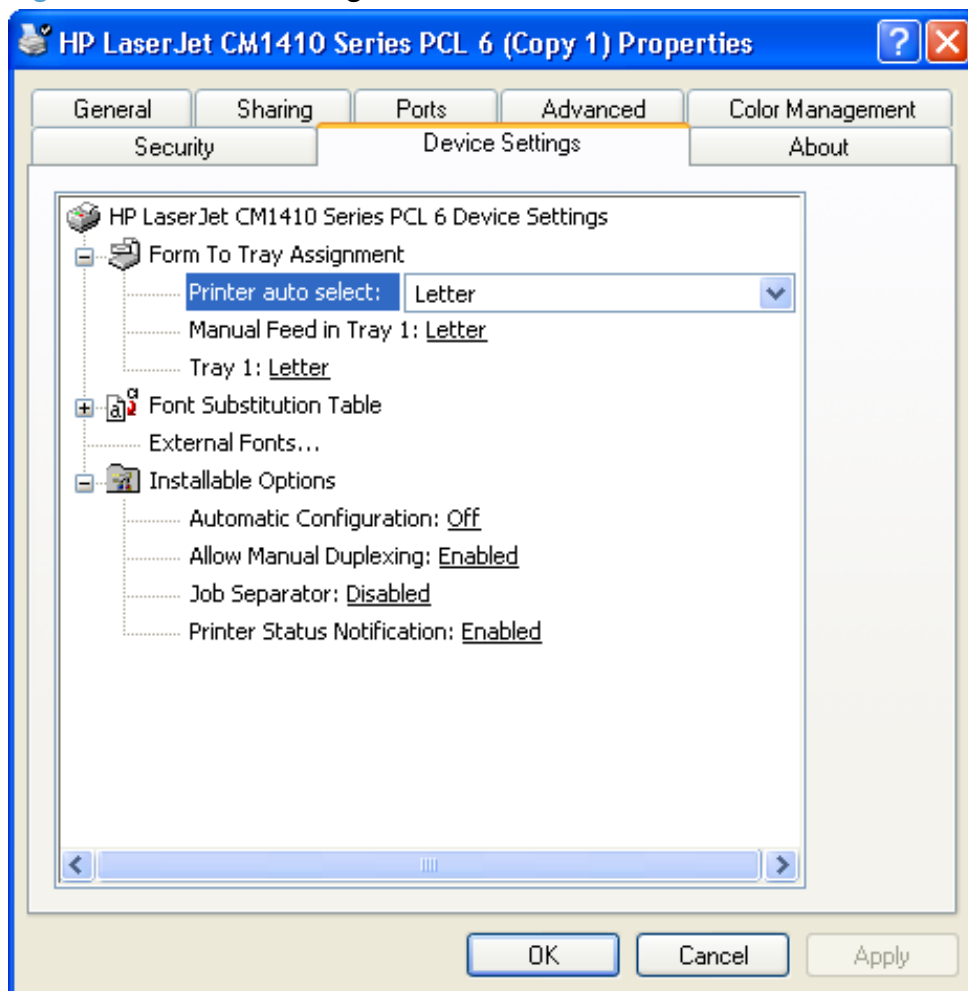 HP LaserJet CM1410 Series PCL 6 (Copy 1) Properties
General Sharing Ports Advanced Color Management
Security Device Settings About
HP LaserJet CM1410 Series PCL 6 Device Settings
Form To Tray Assignment
Printer auto select: Letter
Manual Feed in Tray 1: Letter
Tray 1: Letter
Font Substitution Table
External Fonts...
Installable Options
Automatic Configuration: Off
Allow Manual Duplexing: Enabled
Job Separator: Disabled
Printer Status Notification: Enabled
OK Cancel Apply